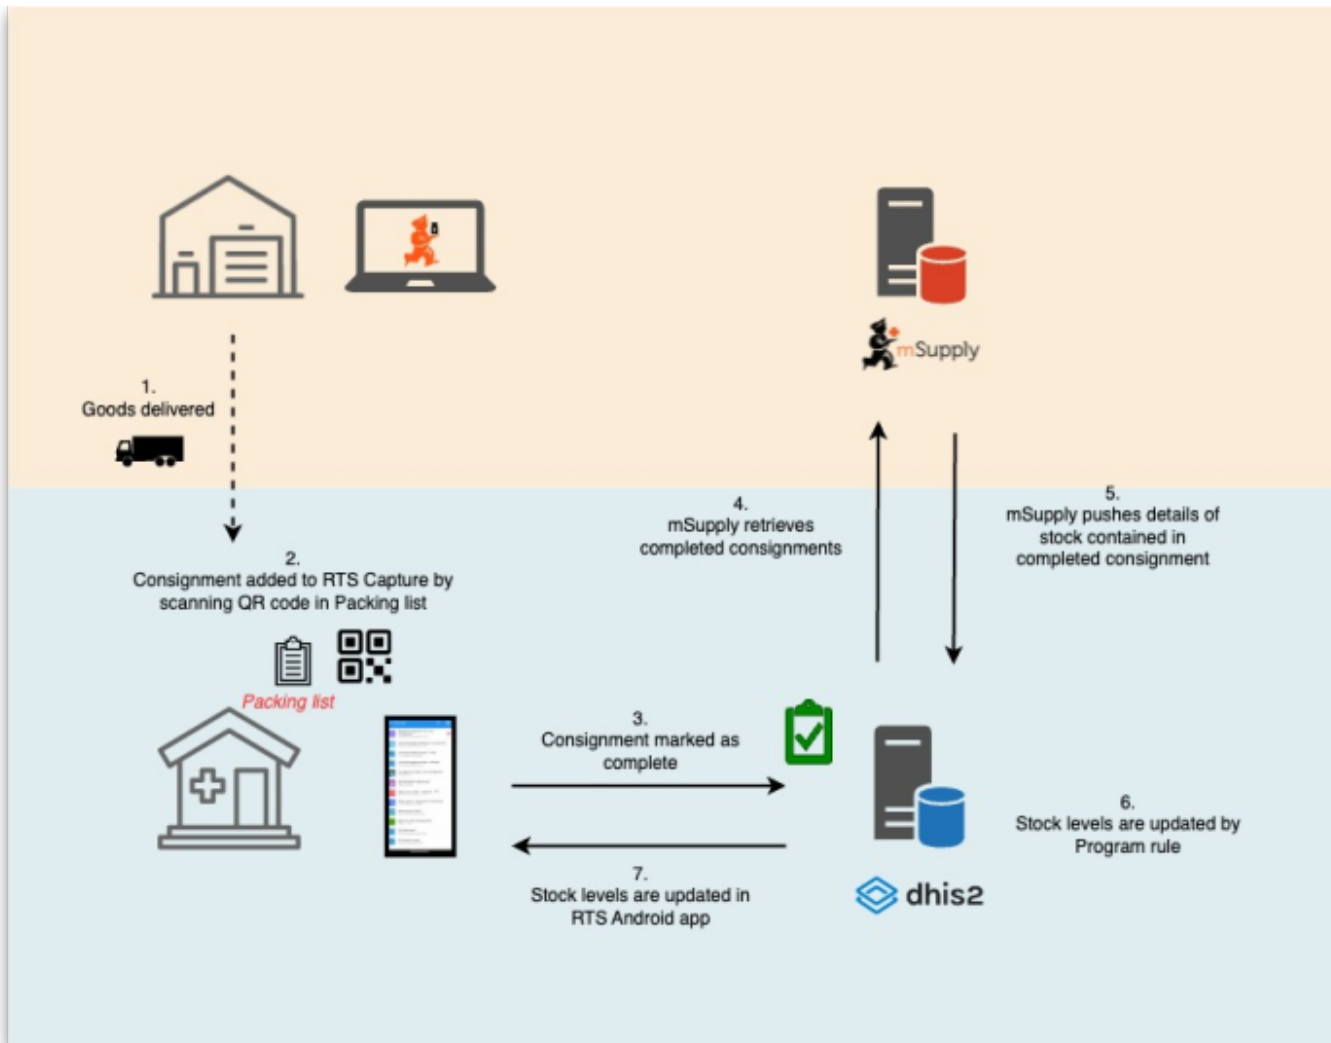 mSupply
1.
Goods delivered
2.
Consignment added to RTS Capture by
scanning QR code in Packing list
Packing list
3.
Consignment marked as
complete
4.
mSupply retrieves
completed consignments
5.
mSupply pushes details of
stock contained in
completed consignment
6.
Stock levels are updated by
Program rule
7.
Stock levels are updated in
RTS Android app
dhis2